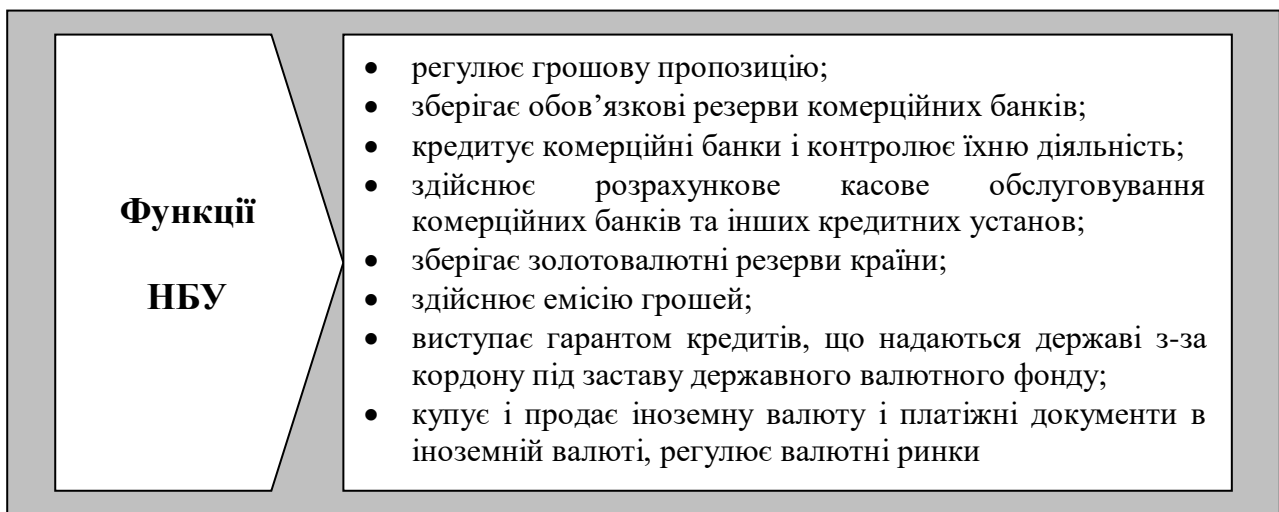 Функції
НБУ
• регулює грошову пропозицію;
• зберігає обов’язкові резерви комерційних банків;
• кредитує комерційні банки і контролює їхню діяльність;
• здійснює розрахункове касове обслуговування
комерційних банків та інших кредитних установ;
• зберігає золотовалютні резерви країни;
• здійснює емісію грошей;
• виступає гарантом кредитів, що надаються державі з-за
кордону під заставу державного валютного фонду;
• купує і продає іноземну валюту і платіжні документи в
іноземній валюті, регулює валютні ринки